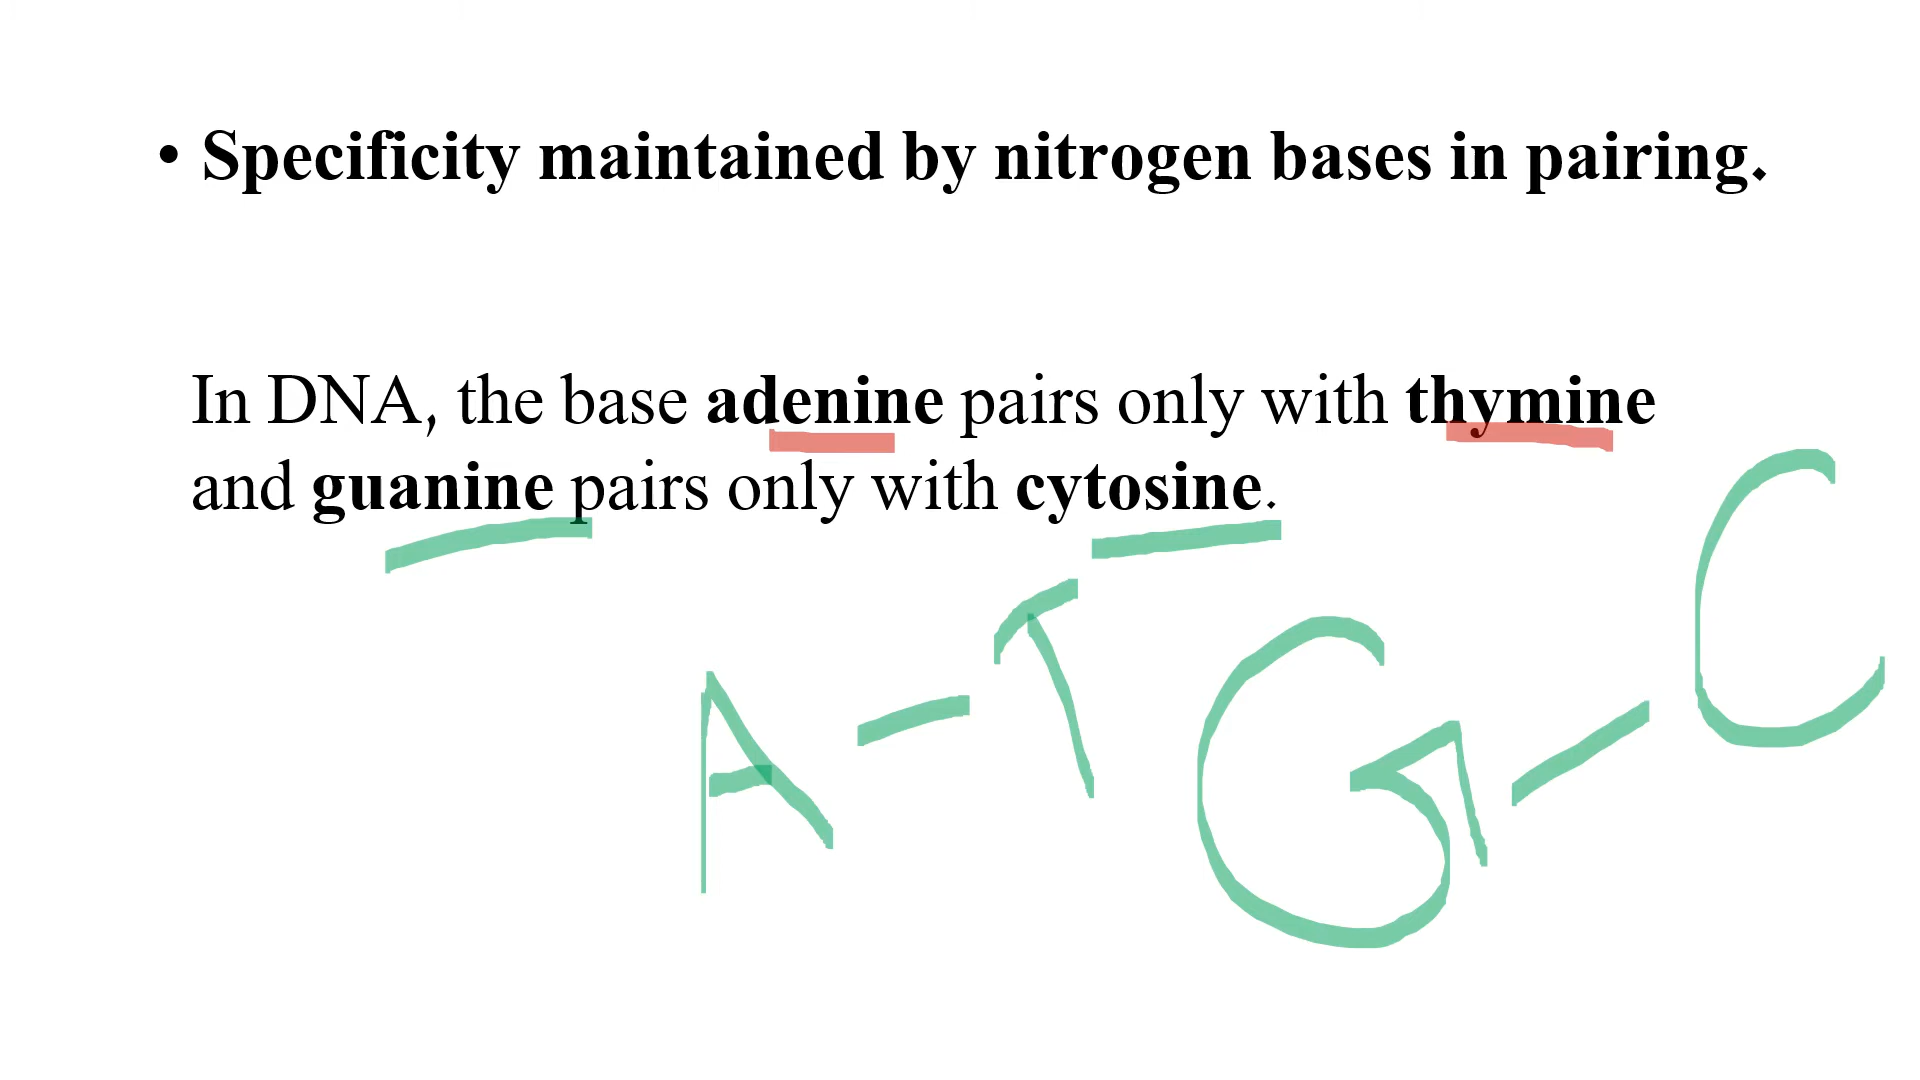 • Specificity maintained by nitrogen bases in pairing.
In DNA, the base adenine pairs only with thymine
and guanine pairs only with cytosine.
A - T G - C